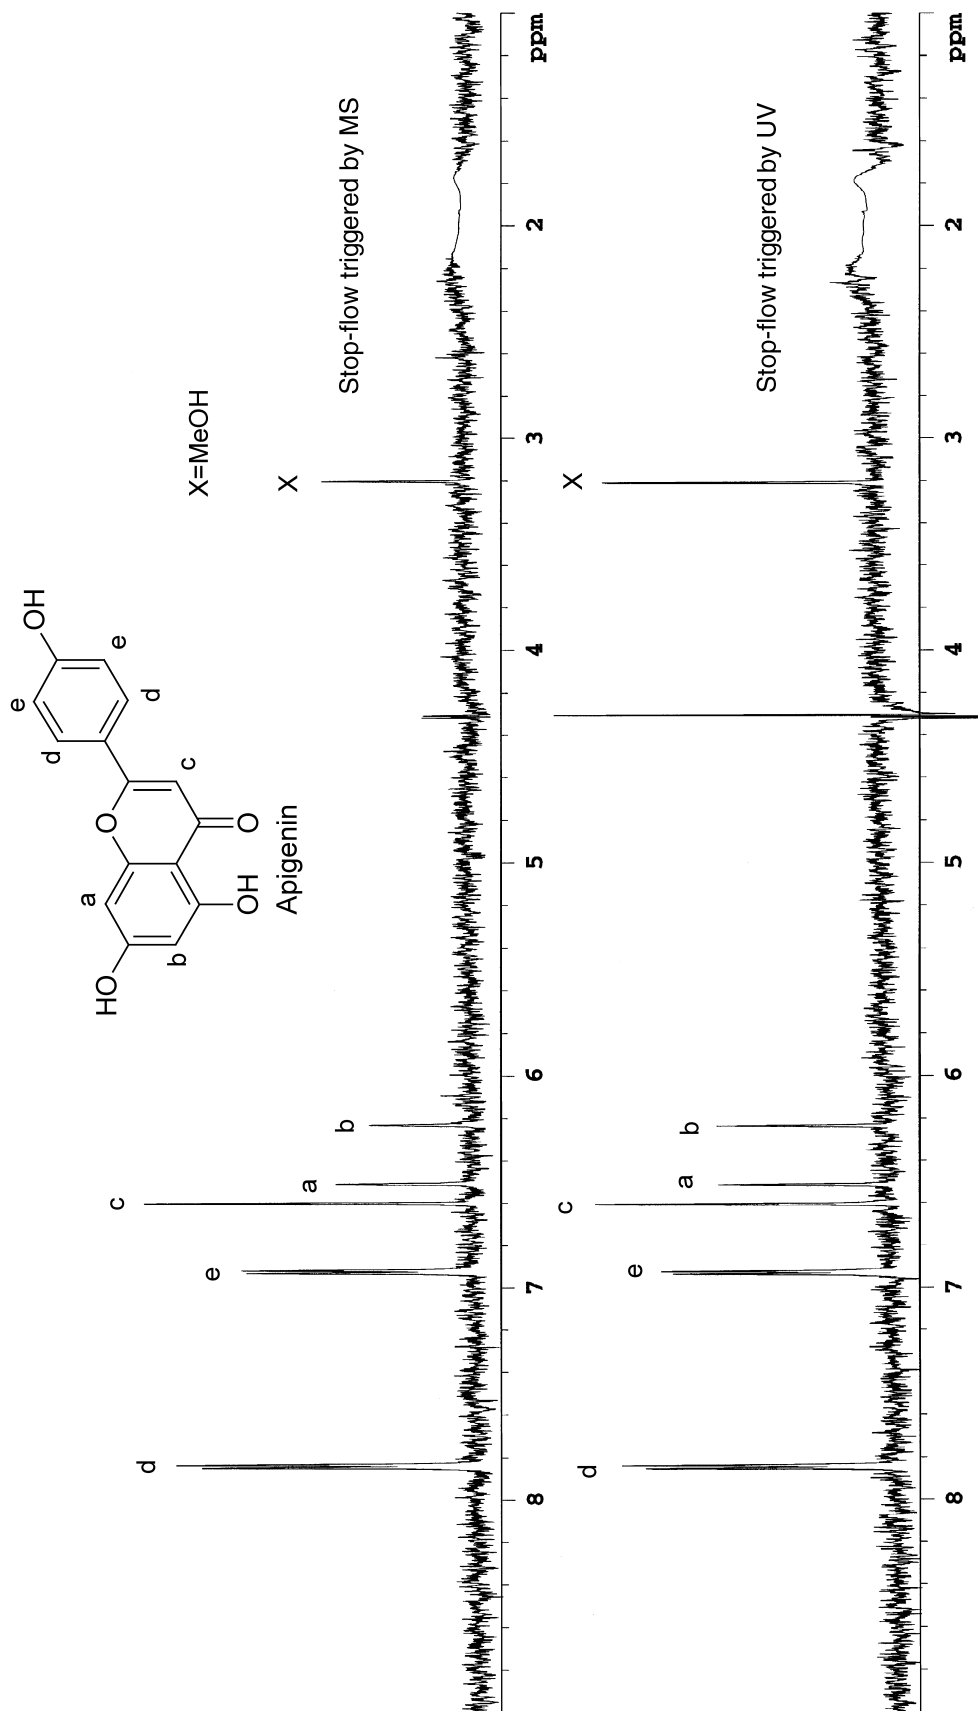 OH
e
e
d
d
c
O
O
a
HO
b
OH
Apigenin
X=MeOH
Stop-flow triggered by MS
d
e
c
a
b
X
8
7
6
5
4
3
2
ppm
Stop-flow triggered by UV
d
e
c
a
b
X
8
7
6
5
4
3
2
ppm